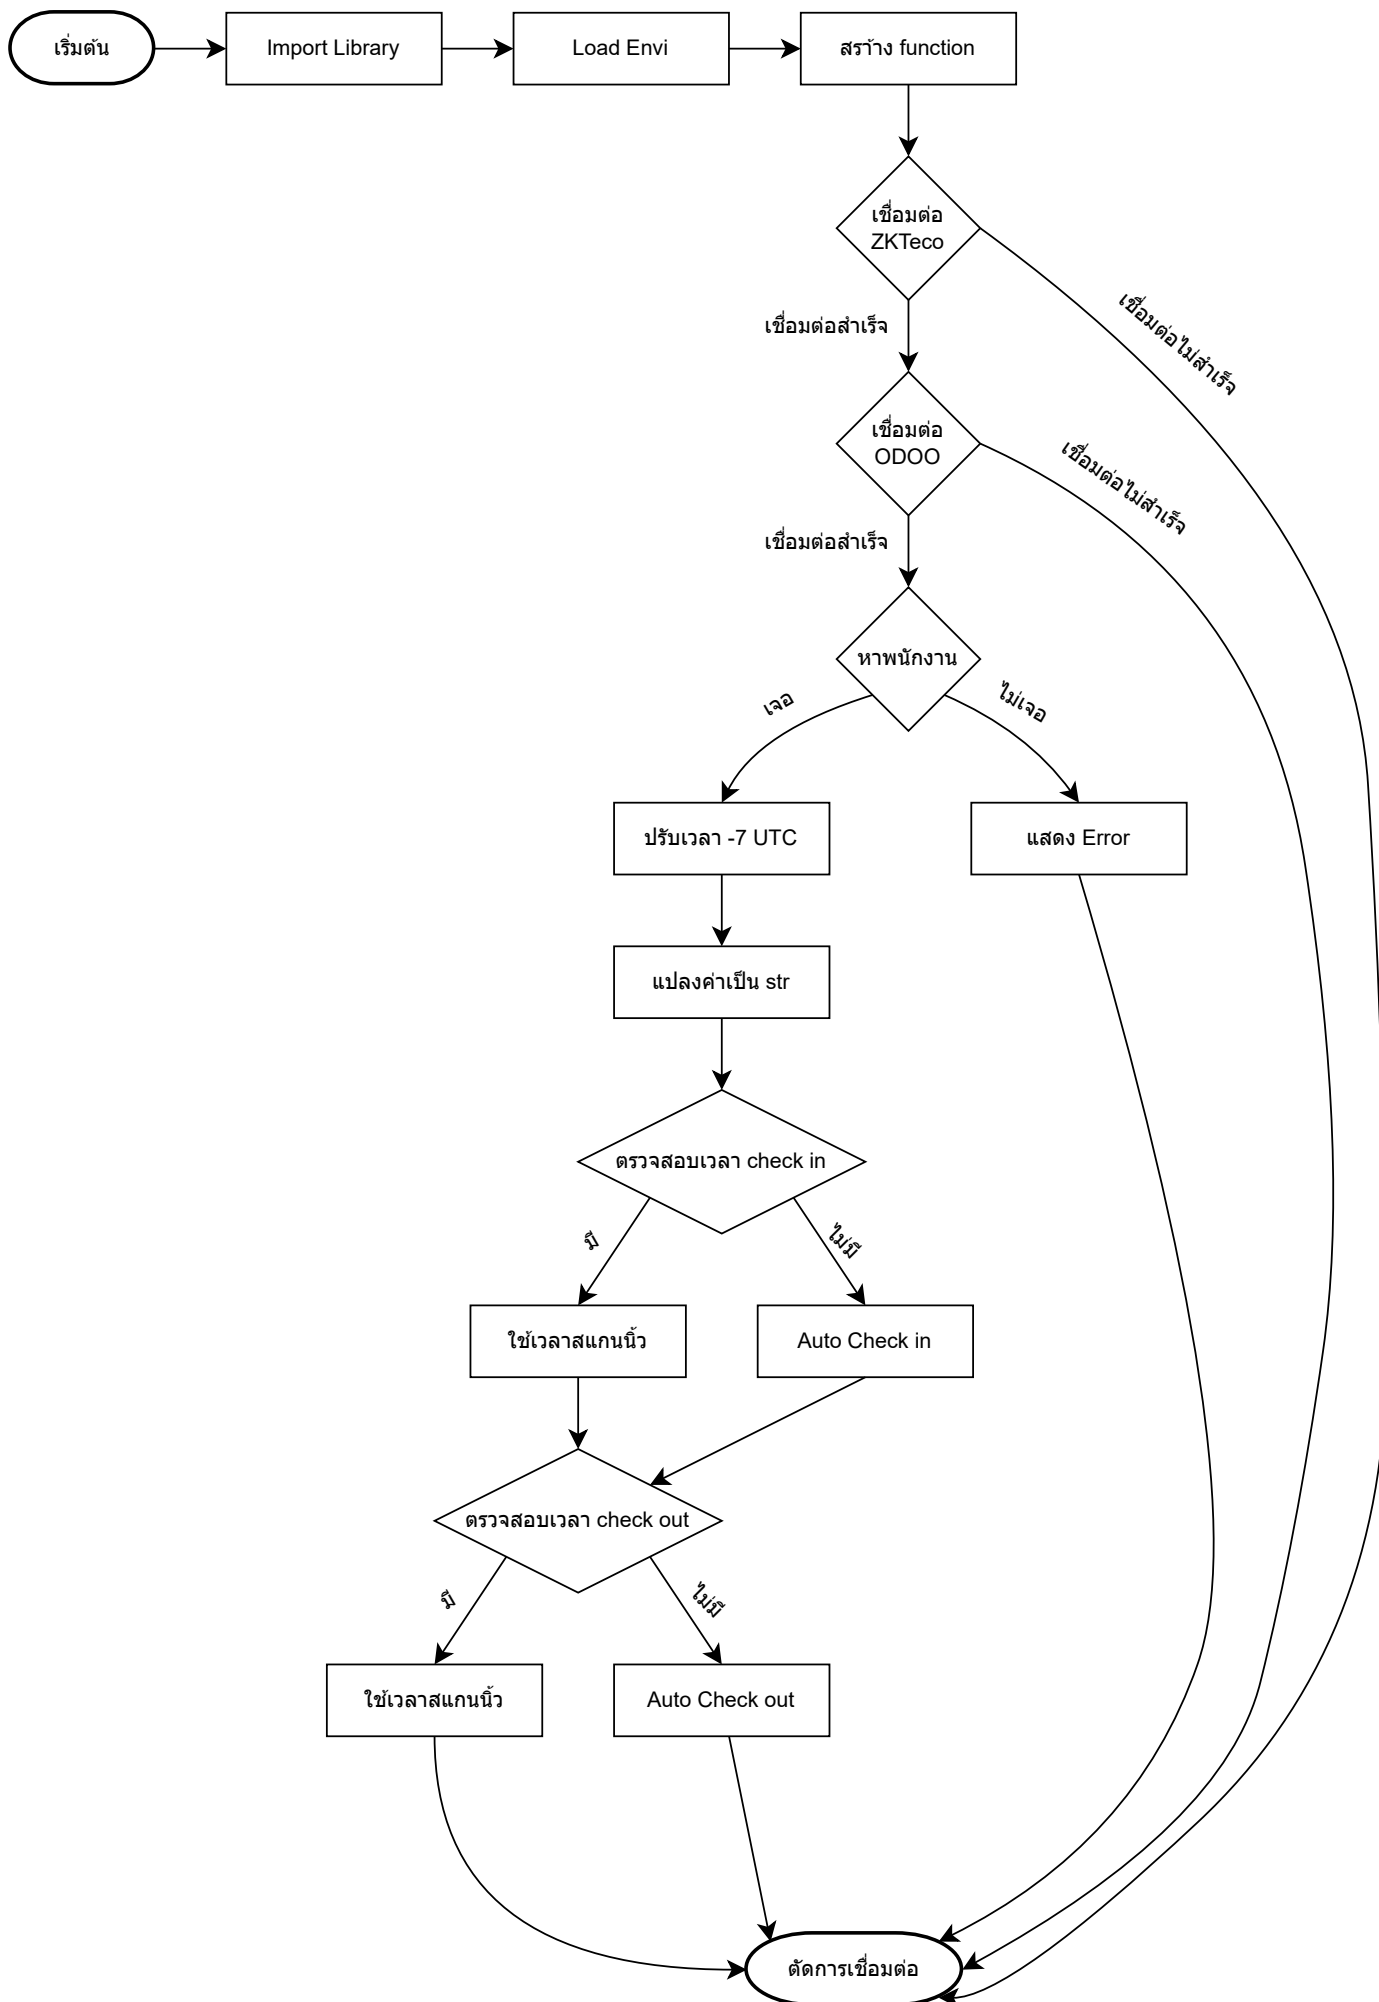 เริ่มต้น
Import Library
Load Envi
สร้าง function
เชื่อมต่อ
ZKTeco
เชื่อมต่อสำเร็จ
เชื่อมต่อไม่สำเร็จ
เชื่อมต่อ
ODOO
เชื่อมต่อสำเร็จ
เชื่อมต่อไม่สำเร็จ
หาพนักงาน
เจอ
ไม่เจอ
ปรับเวลา -7 UTC
แสดง Error
แปลงค่าเป็น str
ตรวจสอบเวลา check in
มี
ไม่มี
ใช้เวลาสแกนนิ้ว
Auto Check in
ตรวจสอบเวลา check out
มี
ไม่มี
ใช้เวลาสแกนนิ้ว
Auto Check out
ตัดการเชื่อมต่อ